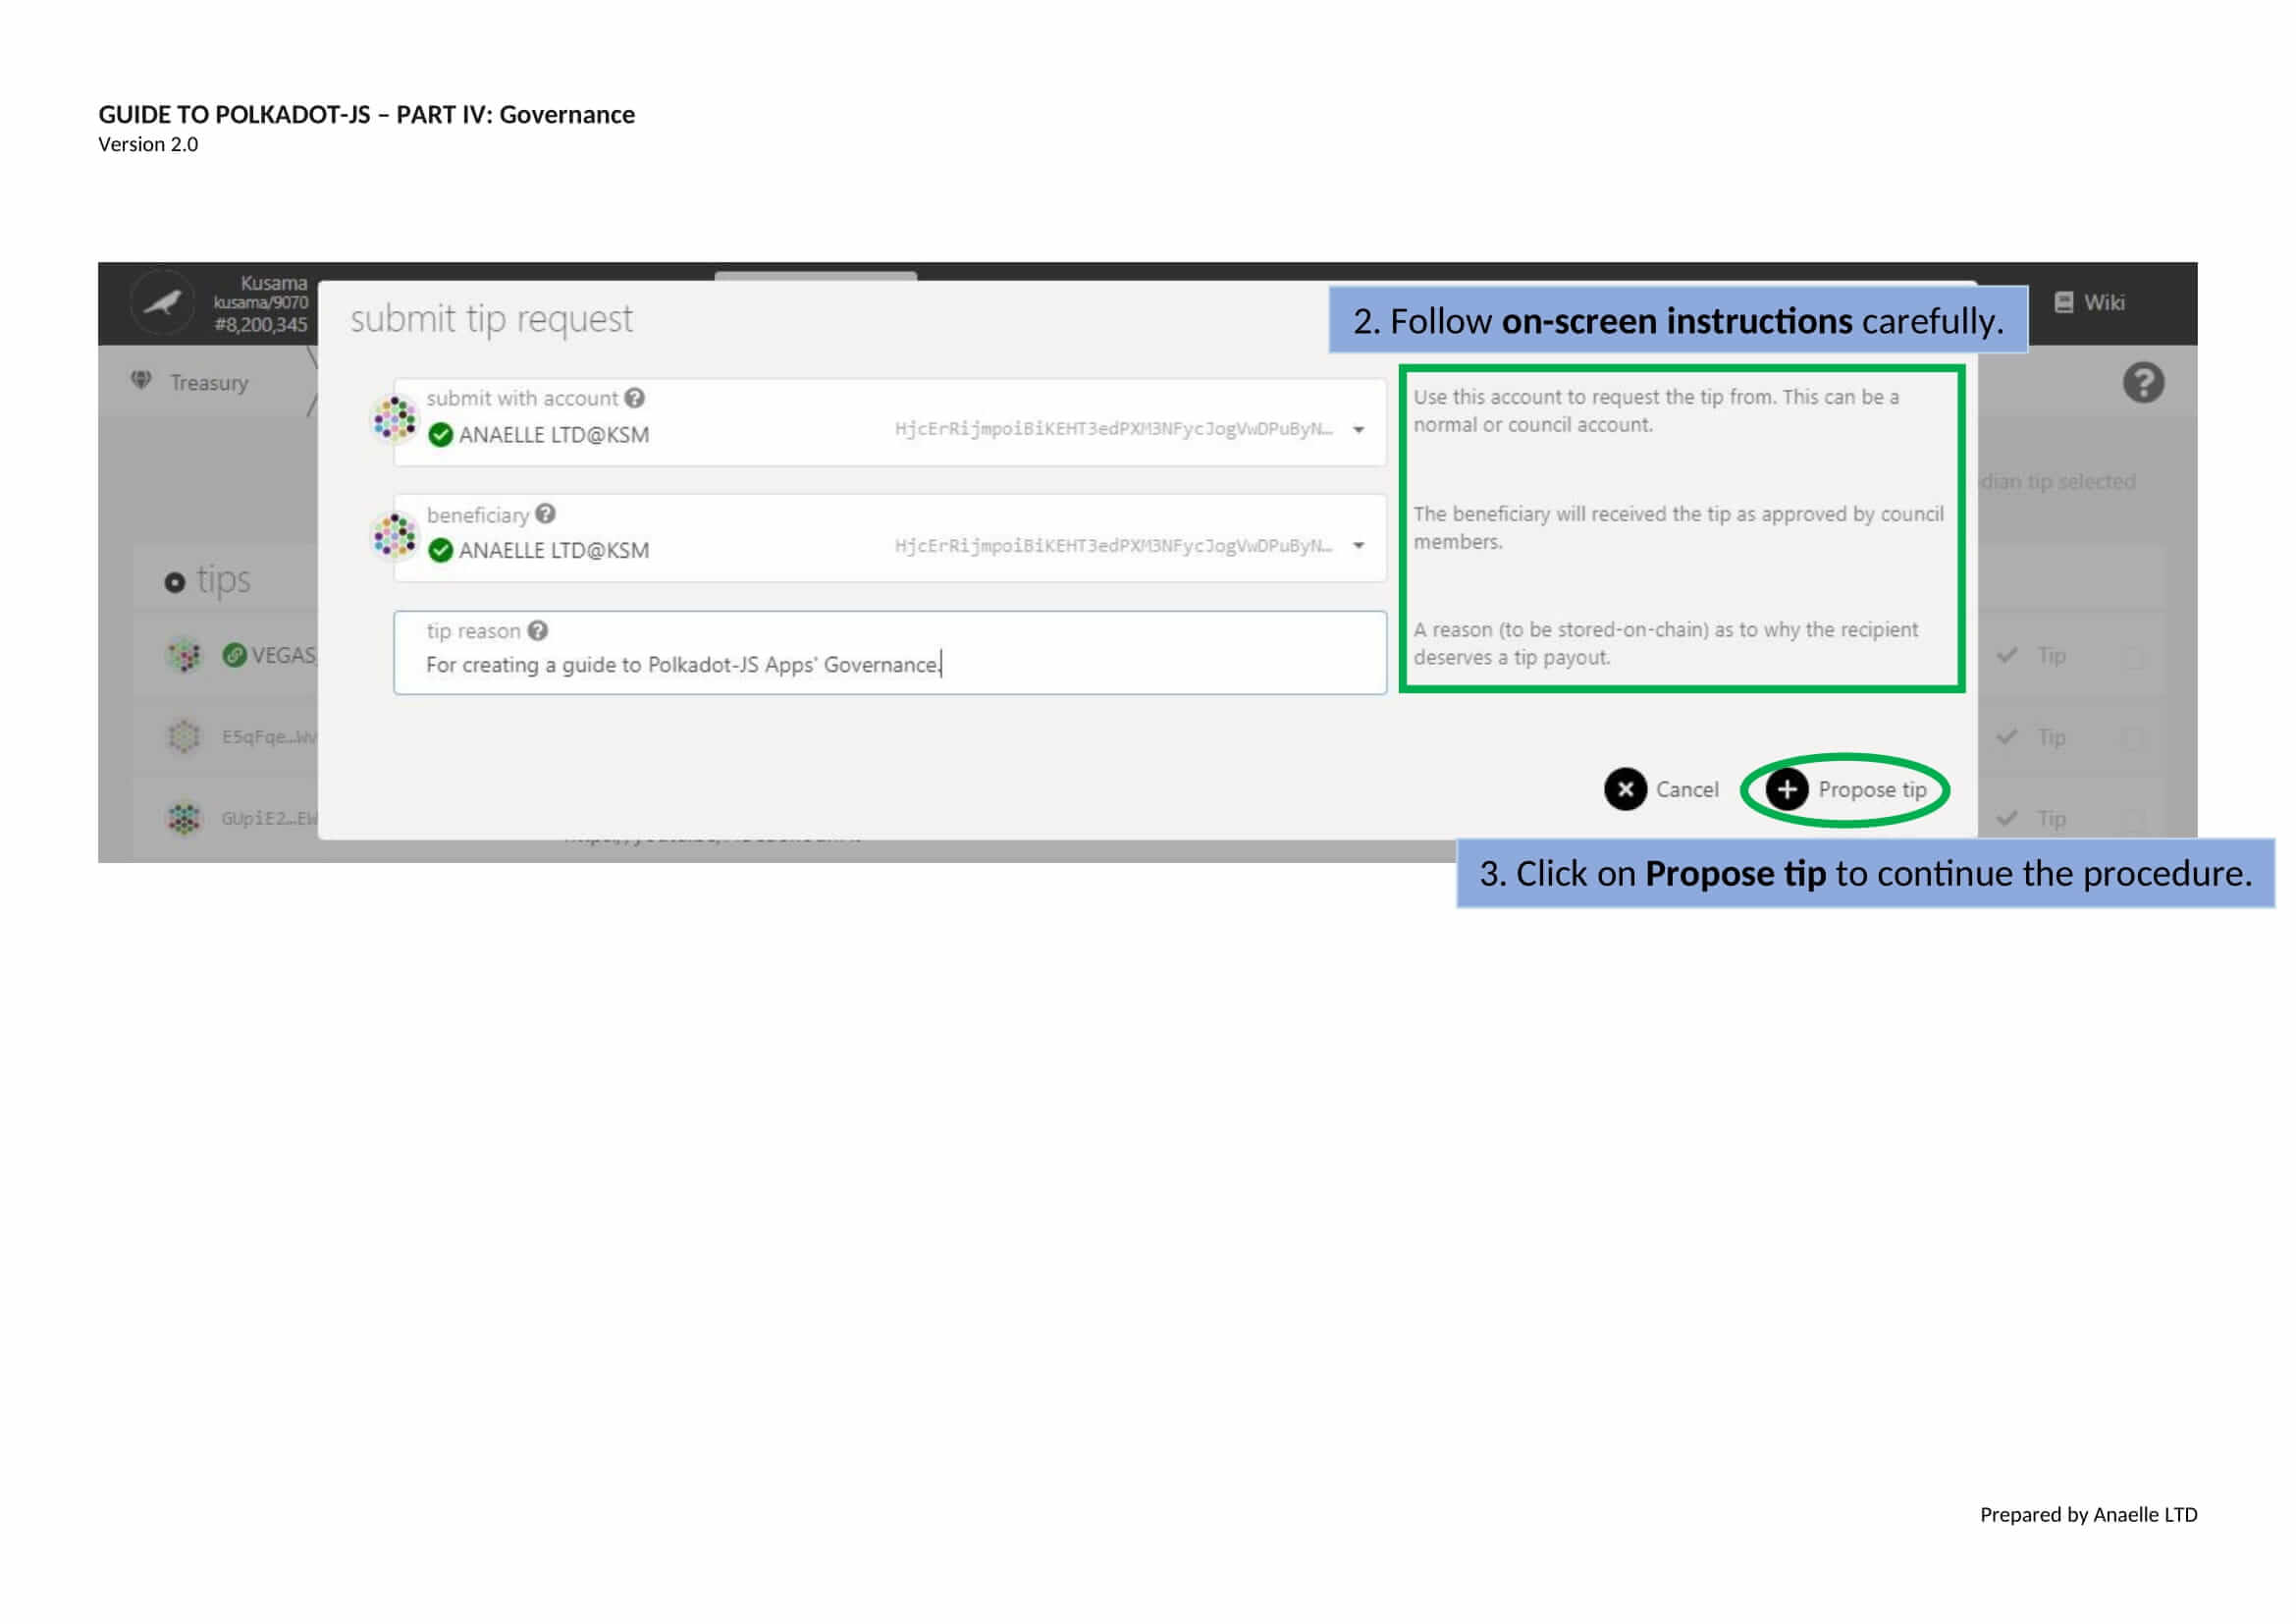 GUIDE TO POLKADOT-JS – PART IV: Governance
Version 2.0
Kusama
kusama/9070
#8,200,345
submit tip request
2. Follow on-screen instructions carefully.
Wiki
Treasury
submit with account
ANAELLE LTD@KSM
HjcErRijmpoiBiKEHT3edPXM3NFycJogVwDPuByN…
Use this account to request the tip from. This can be a
normal or council account.
dian tip selected
beneficiary
ANAELLE LTD@KSM
HjcErRijmpoiBiKEHT3edPXM3NFycJogVwDPuByN…
The beneficiary will received the tip as approved by council
members.
tips
tip reason
For creating a guide to Polkadot-JS Apps' Governance.
A reason (to be stored-on-chain) as to why the recipient
deserves a tip payout.
VEGAS
Tip
E5qFqe…Wv
Tip
GUpiE2…EW
Tip
Cancel
Propose tip
3. Click on Propose tip to continue the procedure.
Prepared by Anaelle LTD